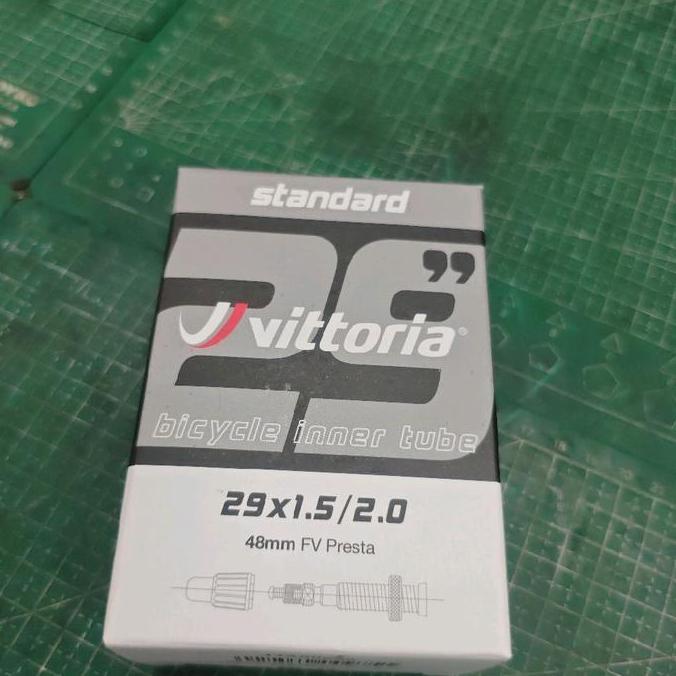 standard
29”
vittoria®
bicycle inner tube
29x1.5/2.0
48mm FV Presta